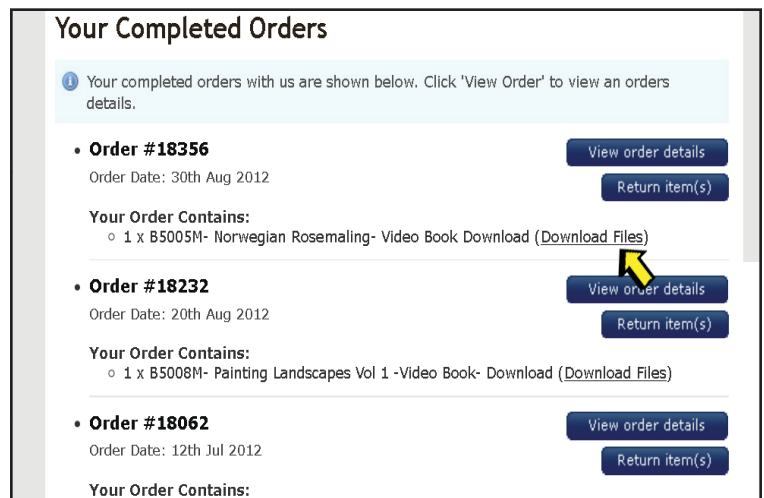 Your Completed Orders
Your completed orders with us are shown below. Click 'View Order' to view an orders
details.
• Order #18356
View order details
Order Date: 30th Aug 2012
Return item(s)
Your Order Contains:
◦ 1 x B5005M- Norwegian Rosemaling- Video Book Download (Download Files)
• Order #18232
View order details
Order Date: 20th Aug 2012
Return item(s)
Your Order Contains:
◦ 1 x B5008M- Painting Landscapes Vol 1 -Video Book- Download (Download Files)
• Order #18062
View order details
Order Date: 12th Jul 2012
Return item(s)
Your Order Contains: